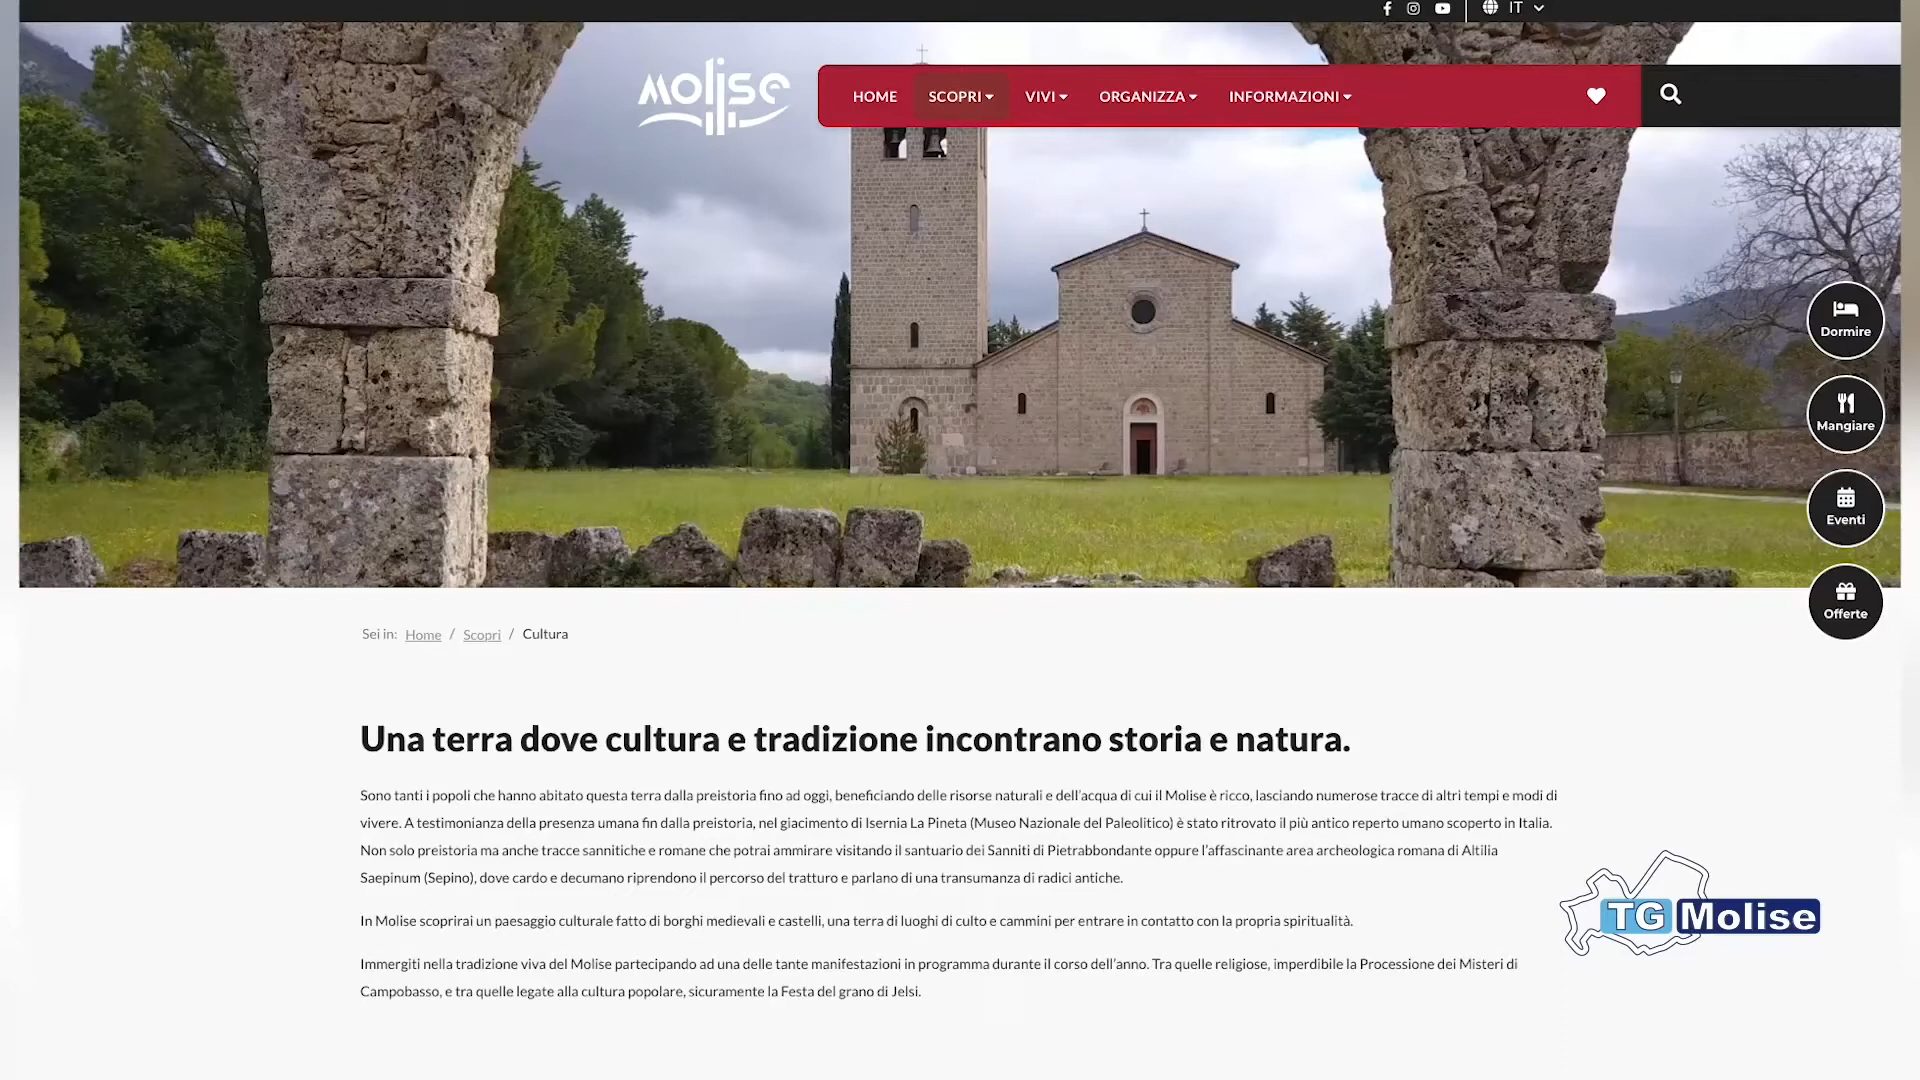 IT
MOLISE
HOME SCOPRI VIVI ORGANIZZA INFORMAZIONI
Dormire
Mangiare
Eventi
Offerte
Sei in: Home / Scopri / Cultura
Una terra dove cultura e tradizione incontrano storia e natura.
Sono tanti i popoli che hanno abitato questa terra dalla preistoria fino ad oggi, beneficiando delle risorse naturali e dell'acqua di cui il Molise è ricco, lasciando numerose tracce di altri tempi e modi di
vivere. A testimonianza della presenza umana fin dalla preistoria, nel giacimento di Isernia La Pineta (Museo Nazionale del Paleolitico) è stato ritrovato il più antico reperto umano scoperto in Italia.
Non solo preistoria ma anche tracce sannitiche e romane che potrai ammirare visitando il santuario dei Sanniti di Pietrabbondante oppure l'affascinante area archeologica romana di Altilia
Saepinum (Sepino), dove cardo e decumano riprendono il percorso del tratturo e parlano di una transumanza di radici antiche.
In Molise scoprirai un paesaggio culturale fatto di borghi medievali e castelli, una terra di luoghi di culto e cammini per entrare in contatto con la propria spiritualità.
Immergiti nella tradizione viva del Molise partecipando ad una delle tante manifestazioni in programma durante il corso dell'anno. Tra quelle religiose, imperdibile la Processione dei Misteri di
Campobasso, e tra quelle legate alla cultura popolare, sicuramente la Festa del grano di Jelsi.
TG Molise